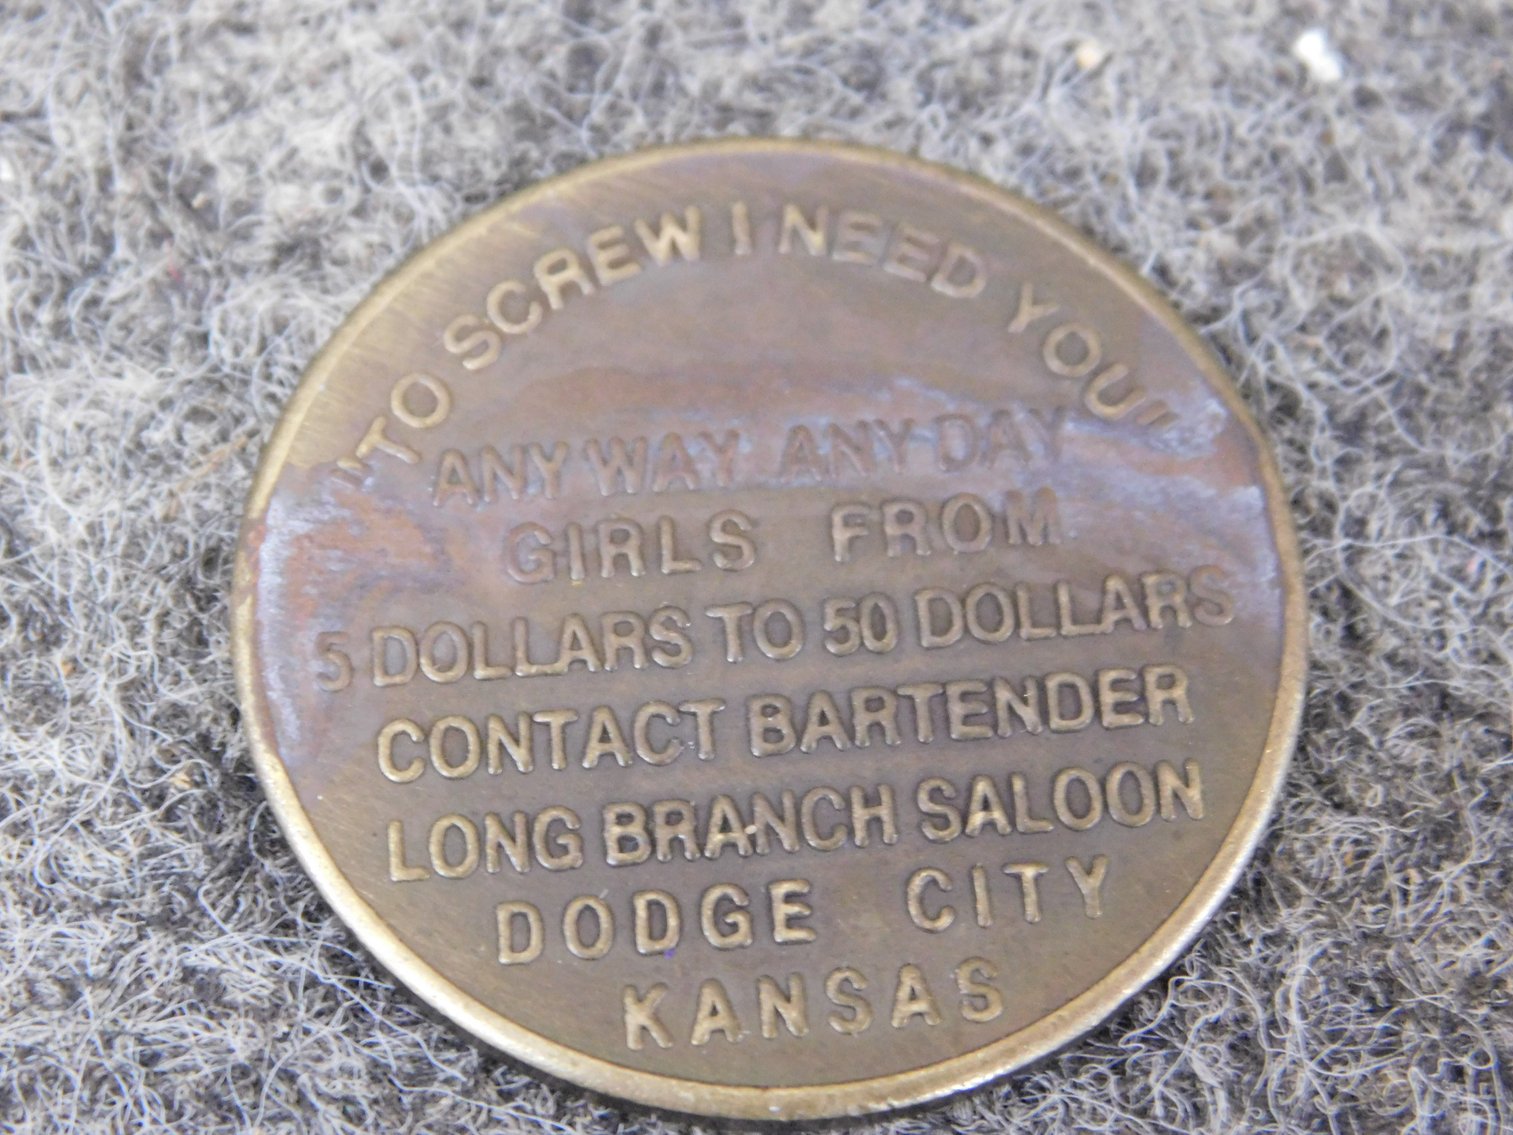 "TO SCREW I NEED YOU"
ANY WAY ANY DAY
GIRLS FROM
5 DOLLARS TO 50 DOLLARS
CONTACT BARTENDER
LONG BRANCH SALOON
DODGE CITY
KANSAS